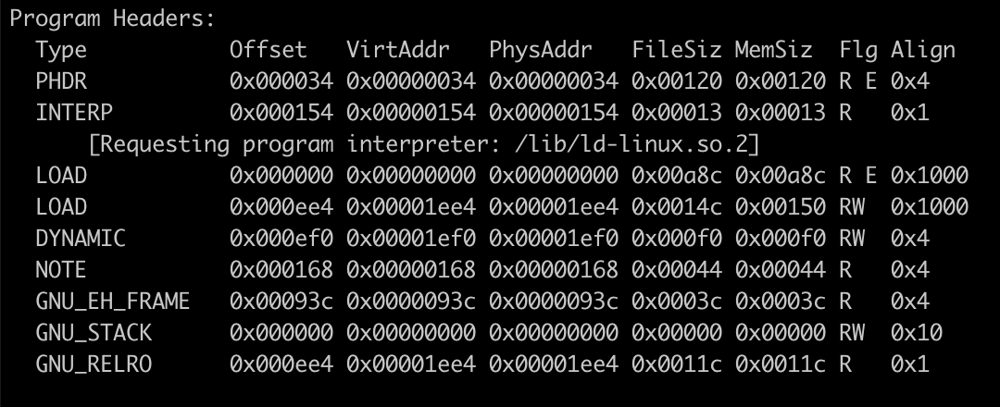 Program Headers:
  Type           Offset   VirtAddr   PhysAddr   FileSiz MemSiz  Flg Align
  PHDR           0x000034 0x00000034 0x00000034 0x00120 0x00120 R E 0x4
  INTERP         0x000154 0x00000154 0x00000154 0x00013 0x00013 R   0x1
      [Requesting program interpreter: /lib/ld-linux.so.2]
  LOAD           0x000000 0x00000000 0x00000000 0x00a8c 0x00a8c R E 0x1000
  LOAD           0x000ee4 0x00001ee4 0x00001ee4 0x0014c 0x00150 RW  0x1000
  DYNAMIC        0x000ef0 0x00001ef0 0x00001ef0 0x000f0 0x000f0 RW  0x4
  NOTE           0x000168 0x00000168 0x00000168 0x00044 0x00044 R   0x4
  GNU_EH_FRAME   0x00093c 0x0000093c 0x0000093c 0x0003c 0x0003c R   0x4
  GNU_STACK      0x000000 0x00000000 0x00000000 0x00000 0x00000 RW  0x10
  GNU_RELRO      0x000ee4 0x00001ee4 0x00001ee4 0x0011c 0x0011c R   0x1